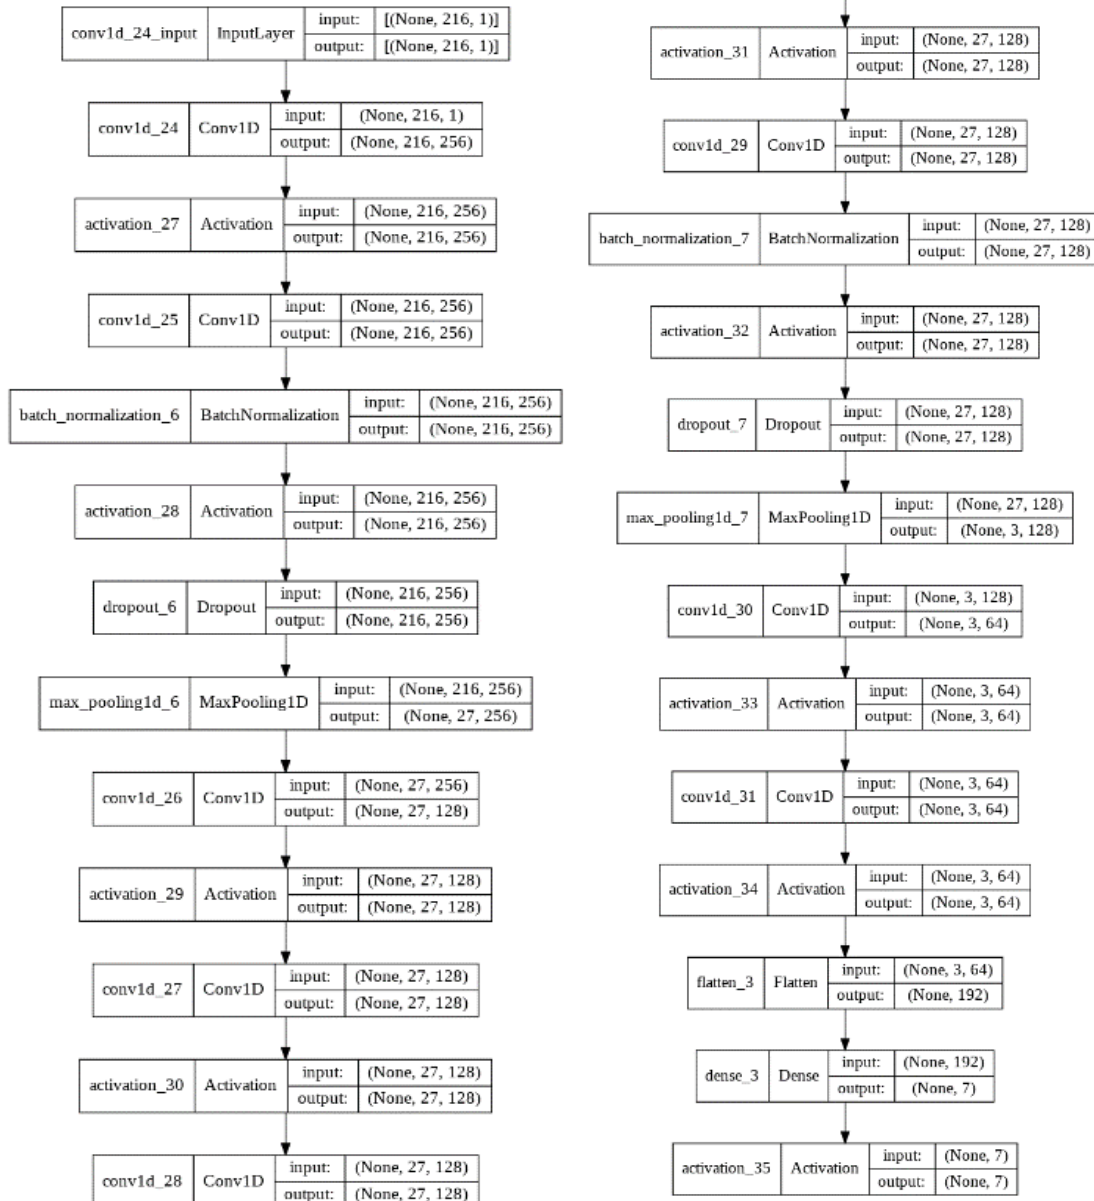 conv1d_24_input InputLayer input: [(None, 216, 1)]
output: [(None, 216, 1)]
conv1d_24 Conv1D input: (None, 216, 1)
output: (None, 216, 256)
activation_27 Activation input: (None, 216, 256)
output: (None, 216, 256)
conv1d_25 Conv1D input: (None, 216, 256)
output: (None, 216, 256)
batch_normalization_6 BatchNormalization input: (None, 216, 256)
output: (None, 216, 256)
activation_28 Activation input: (None, 216, 256)
output: (None, 216, 256)
dropout_6 Dropout input: (None, 216, 256)
output: (None, 216, 256)
max_pooling1d_6 MaxPooling1D input: (None, 216, 256)
output: (None, 27, 256)
conv1d_26 Conv1D input: (None, 27, 256)
output: (None, 27, 128)
activation_29 Activation input: (None, 27, 128)
output: (None, 27, 128)
conv1d_27 Conv1D input: (None, 27, 128)
output: (None, 27, 128)
activation_30 Activation input: (None, 27, 128)
output: (None, 27, 128)
conv1d_28 Conv1D input: (None, 27, 128)
output: (None, 27, 128)
activation_31 Activation input: (None, 27, 128)
output: (None, 27, 128)
conv1d_29 Conv1D input: (None, 27, 128)
output: (None, 27, 128)
batch_normalization_7 BatchNormalization input: (None, 27, 128)
output: (None, 27, 128)
activation_32 Activation input: (None, 27, 128)
output: (None, 27, 128)
dropout_7 Dropout input: (None, 27, 128)
output: (None, 27, 128)
max_pooling1d_7 MaxPooling1D input: (None, 27, 128)
output: (None, 3, 128)
conv1d_30 Conv1D input: (None, 3, 128)
output: (None, 3, 64)
activation_33 Activation input: (None, 3, 64)
output: (None, 3, 64)
conv1d_31 Conv1D input: (None, 3, 64)
output: (None, 3, 64)
activation_34 Activation input: (None, 3, 64)
output: (None, 3, 64)
flatten_3 Flatten input: (None, 3, 64)
output: (None, 192)
dense_3 Dense input: (None, 192)
output: (None, 7)
activation_35 Activation input: (None, 7)
output: (None, 7)